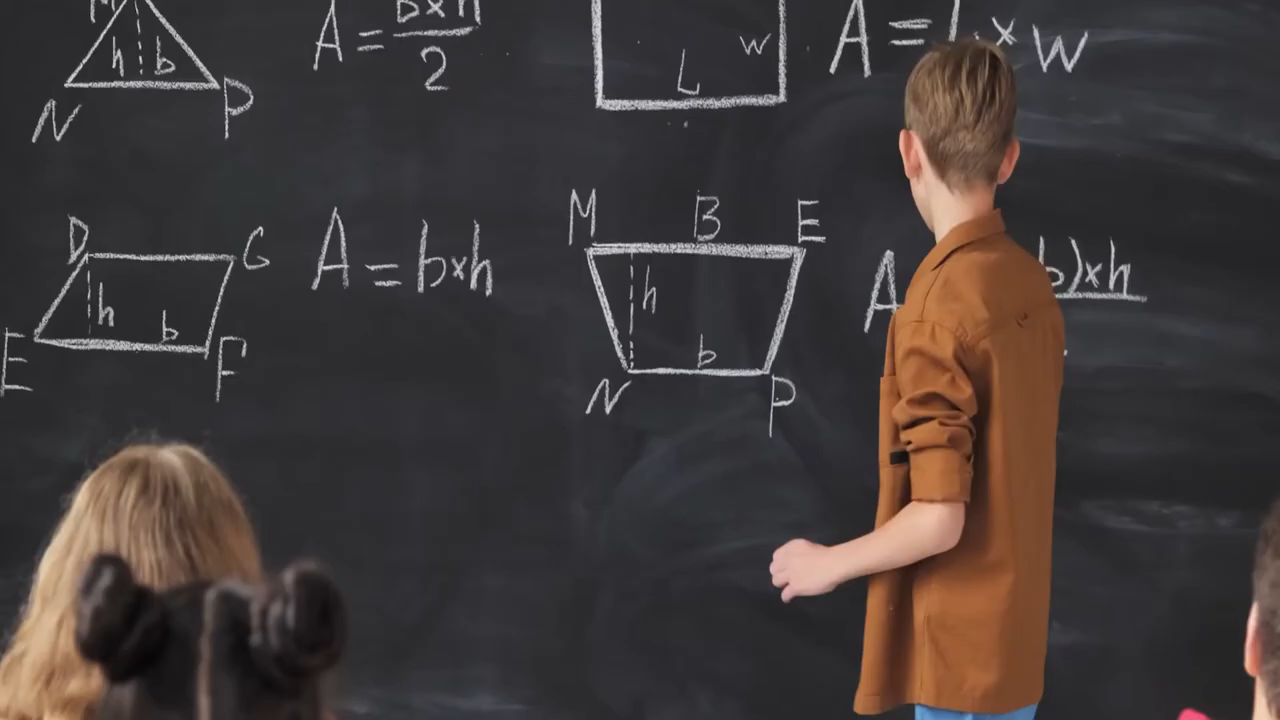 M
h b
N P
A = b×h
2
W
L
A = L × W
D G
h
b
E F
A = b×h
M B E
h
b
N P
A
b)×h